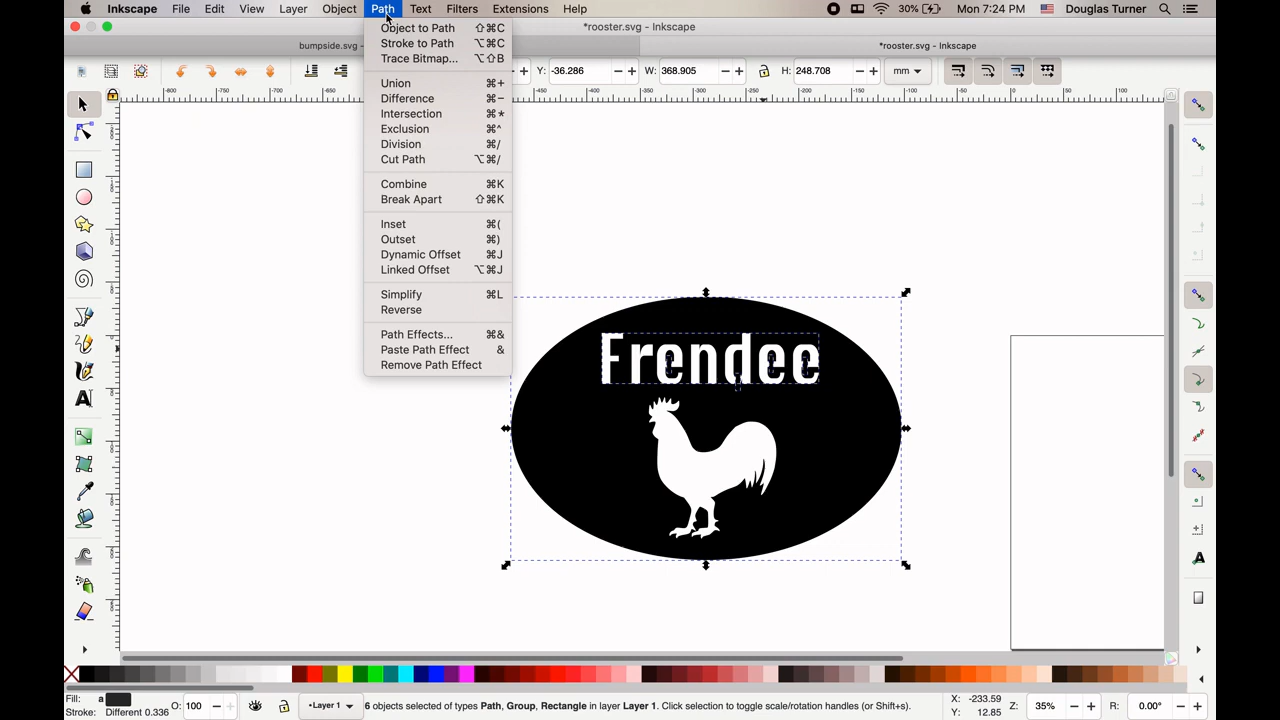 Inkscape File Edit View Layer Object Path Text Filters Extensions Help 30% Mon 7:24 PM Douglas Turner
*rooster.svg - Inkscape
bumpside.svg - *rooster.svg - Inkscape
Y: -36.286 W: 368.905 H: 248.708 mm
Object to Path ⇧⌘C
Stroke to Path ⌥⌘C
Trace Bitmap... ⌥⇧B
Union ⌘+
Difference ⌘−
Intersection ⌘*
Exclusion ⌘^
Division ⌘/
Cut Path ⌥⌘/
Combine ⌘K
Break Apart ⇧⌘K
Inset ⌘(
Outset ⌘)
Dynamic Offset ⌘J
Linked Offset ⌥⌘J
Simplify ⌘L
Reverse
Path Effects... ⌘&
Paste Path Effect &
Remove Path Effect
Frendee
Fill: a O: 100 •Layer 1 6 objects selected of types Path, Group, Rectangle in layer Layer 1. Click selection to toggle scale/rotation handles (or Shift+s). X: -233.59 Z: 35% R: 0.00°
Stroke: Different 0.336 Y: 12.85